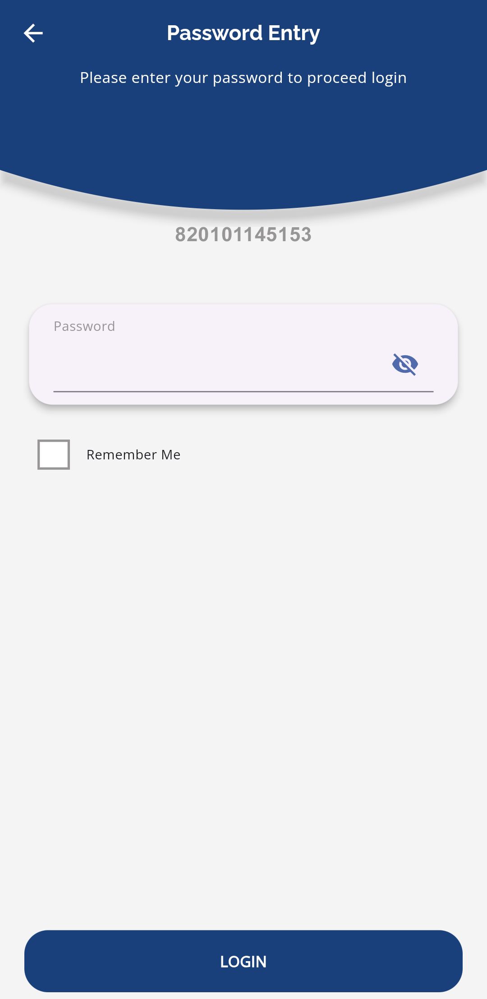 Password Entry
Please enter your password to proceed login
820101145153
Password
Remember Me
LOGIN